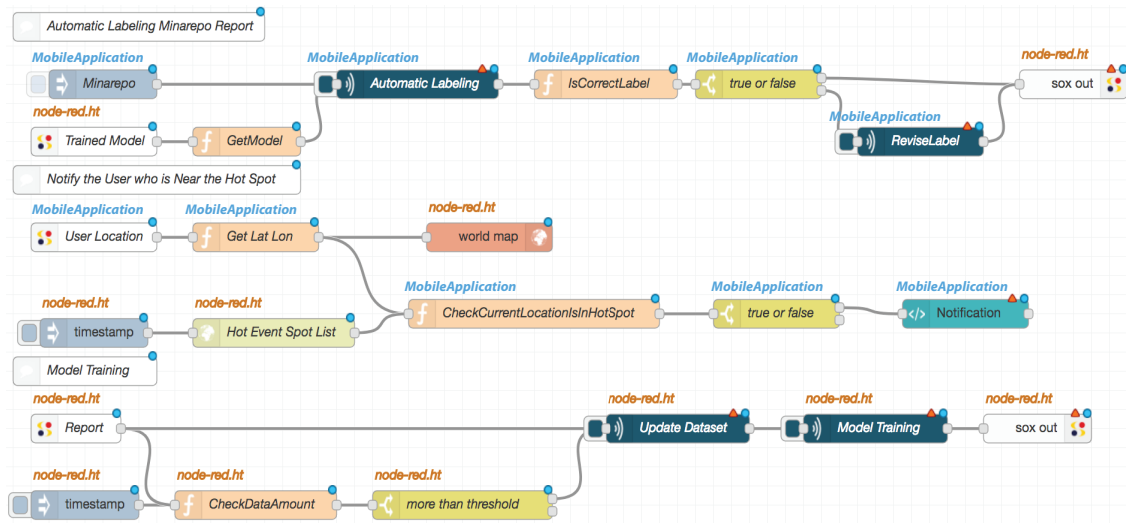 Automatic Labeling Minarepo Report
MobileApplication
MobileApplication
MobileApplication
MobileApplication
node-red.ht
Minarepo
Automatic Labeling
IsCorrectLabel
true or false
sox out
node-red.ht
MobileApplication
Trained Model
GetModel
ReviseLabel
Notify the User who is Near the Hot Spot
MobileApplication
MobileApplication
node-red.ht
User Location
Get Lat Lon
world map
MobileApplication
MobileApplication
MobileApplication
node-red.ht
node-red.ht
CheckCurrentLocationIsInHotSpot
true or false
Notification
timestamp
Hot Event Spot List
Model Training
node-red.ht
node-red.ht
node-red.ht
node-red.ht
Report
Update Dataset
Model Training
sox out
node-red.ht
node-red.ht
node-red.ht
timestamp
CheckDataAmount
more than threshold